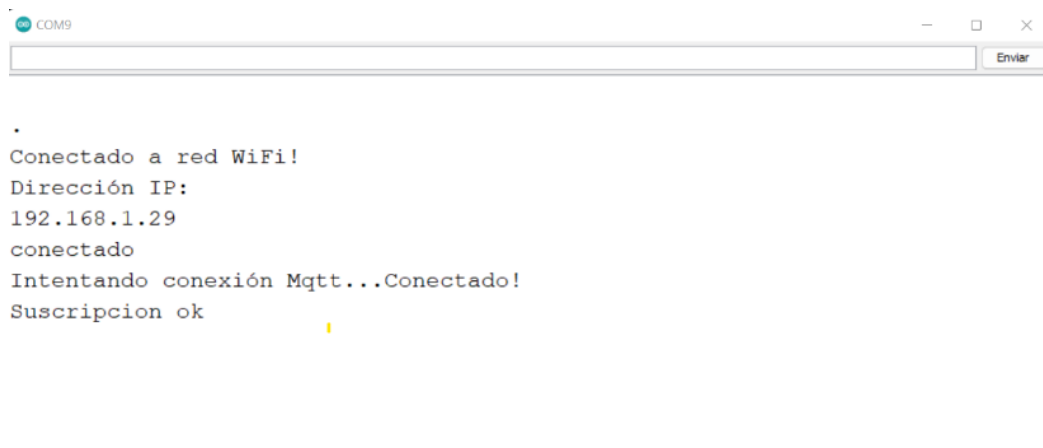 COM9
Enviar
.
Conectado a red WiFi!
Dirección IP:
192.168.1.29
conectado
Intentando conexión Mqtt...Conectado!
Suscripcion ok